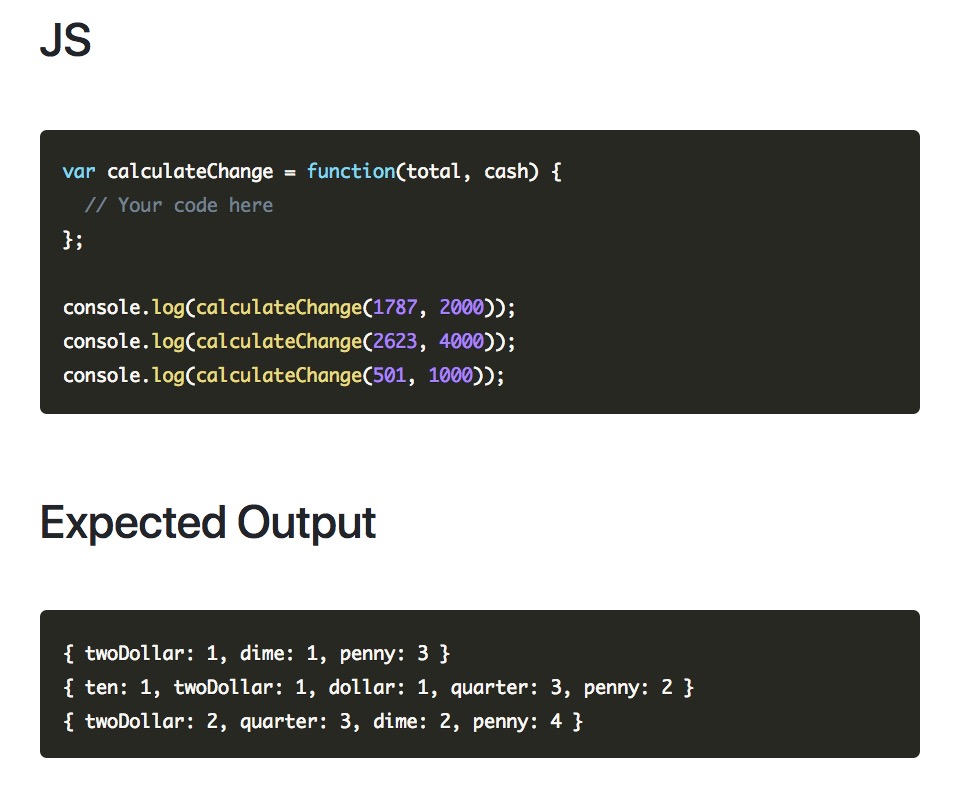 JS
var calculateChange = function(total, cash) {
  // Your code here
};
console.log(calculateChange(1787, 2000));
console.log(calculateChange(2623, 4000));
console.log(calculateChange(501, 1000));
Expected Output
{ twoDollar: 1, dime: 1, penny: 3 }
{ ten: 1, twoDollar: 1, dollar: 1, quarter: 3, penny: 2 }
{ twoDollar: 2, quarter: 3, dime: 2, penny: 4 }